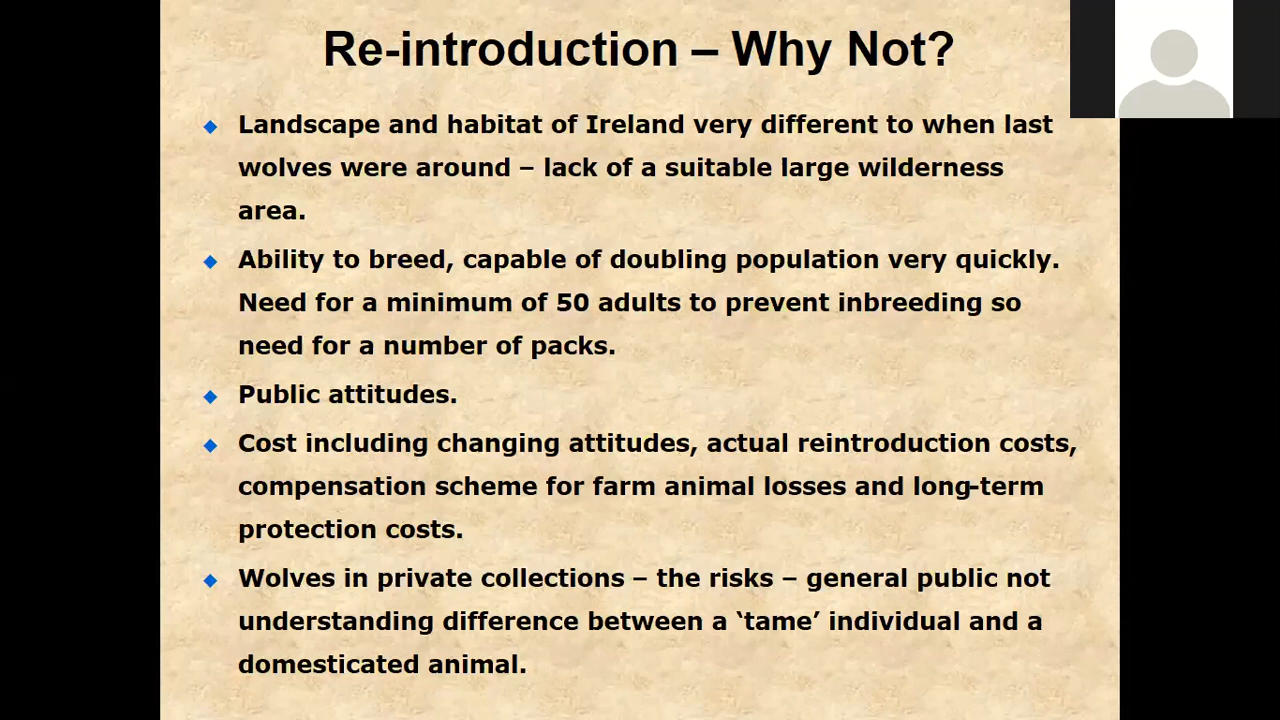 Re-introduction – Why Not?
Landscape and habitat of Ireland very different to when last
wolves were around – lack of a suitable large wilderness
area.
Ability to breed, capable of doubling population very quickly.
Need for a minimum of 50 adults to prevent inbreeding so
need for a number of packs.
Public attitudes.
Cost including changing attitudes, actual reintroduction costs,
compensation scheme for farm animal losses and long-term
protection costs.
Wolves in private collections – the risks – general public not
understanding difference between a ‘tame’ individual and a
domesticated animal.